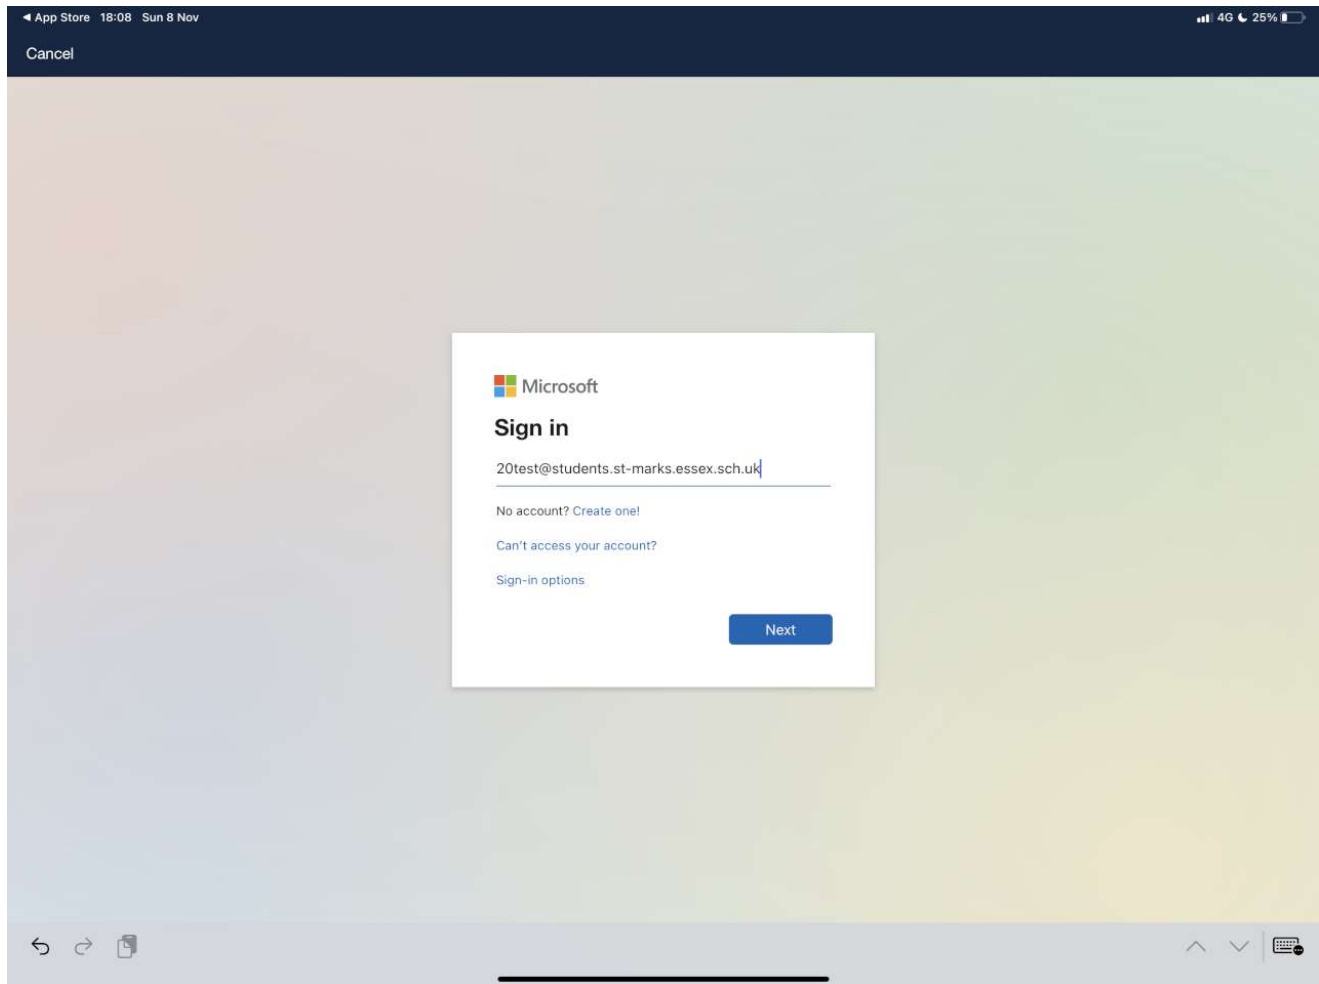 App Store 18:08 Sun 8 Nov 4G 25%
Cancel
Microsoft
Sign in
20test@students.st-marks.essex.sch.uk
No account? Create one!
Can't access your account?
Sign-in options
Next